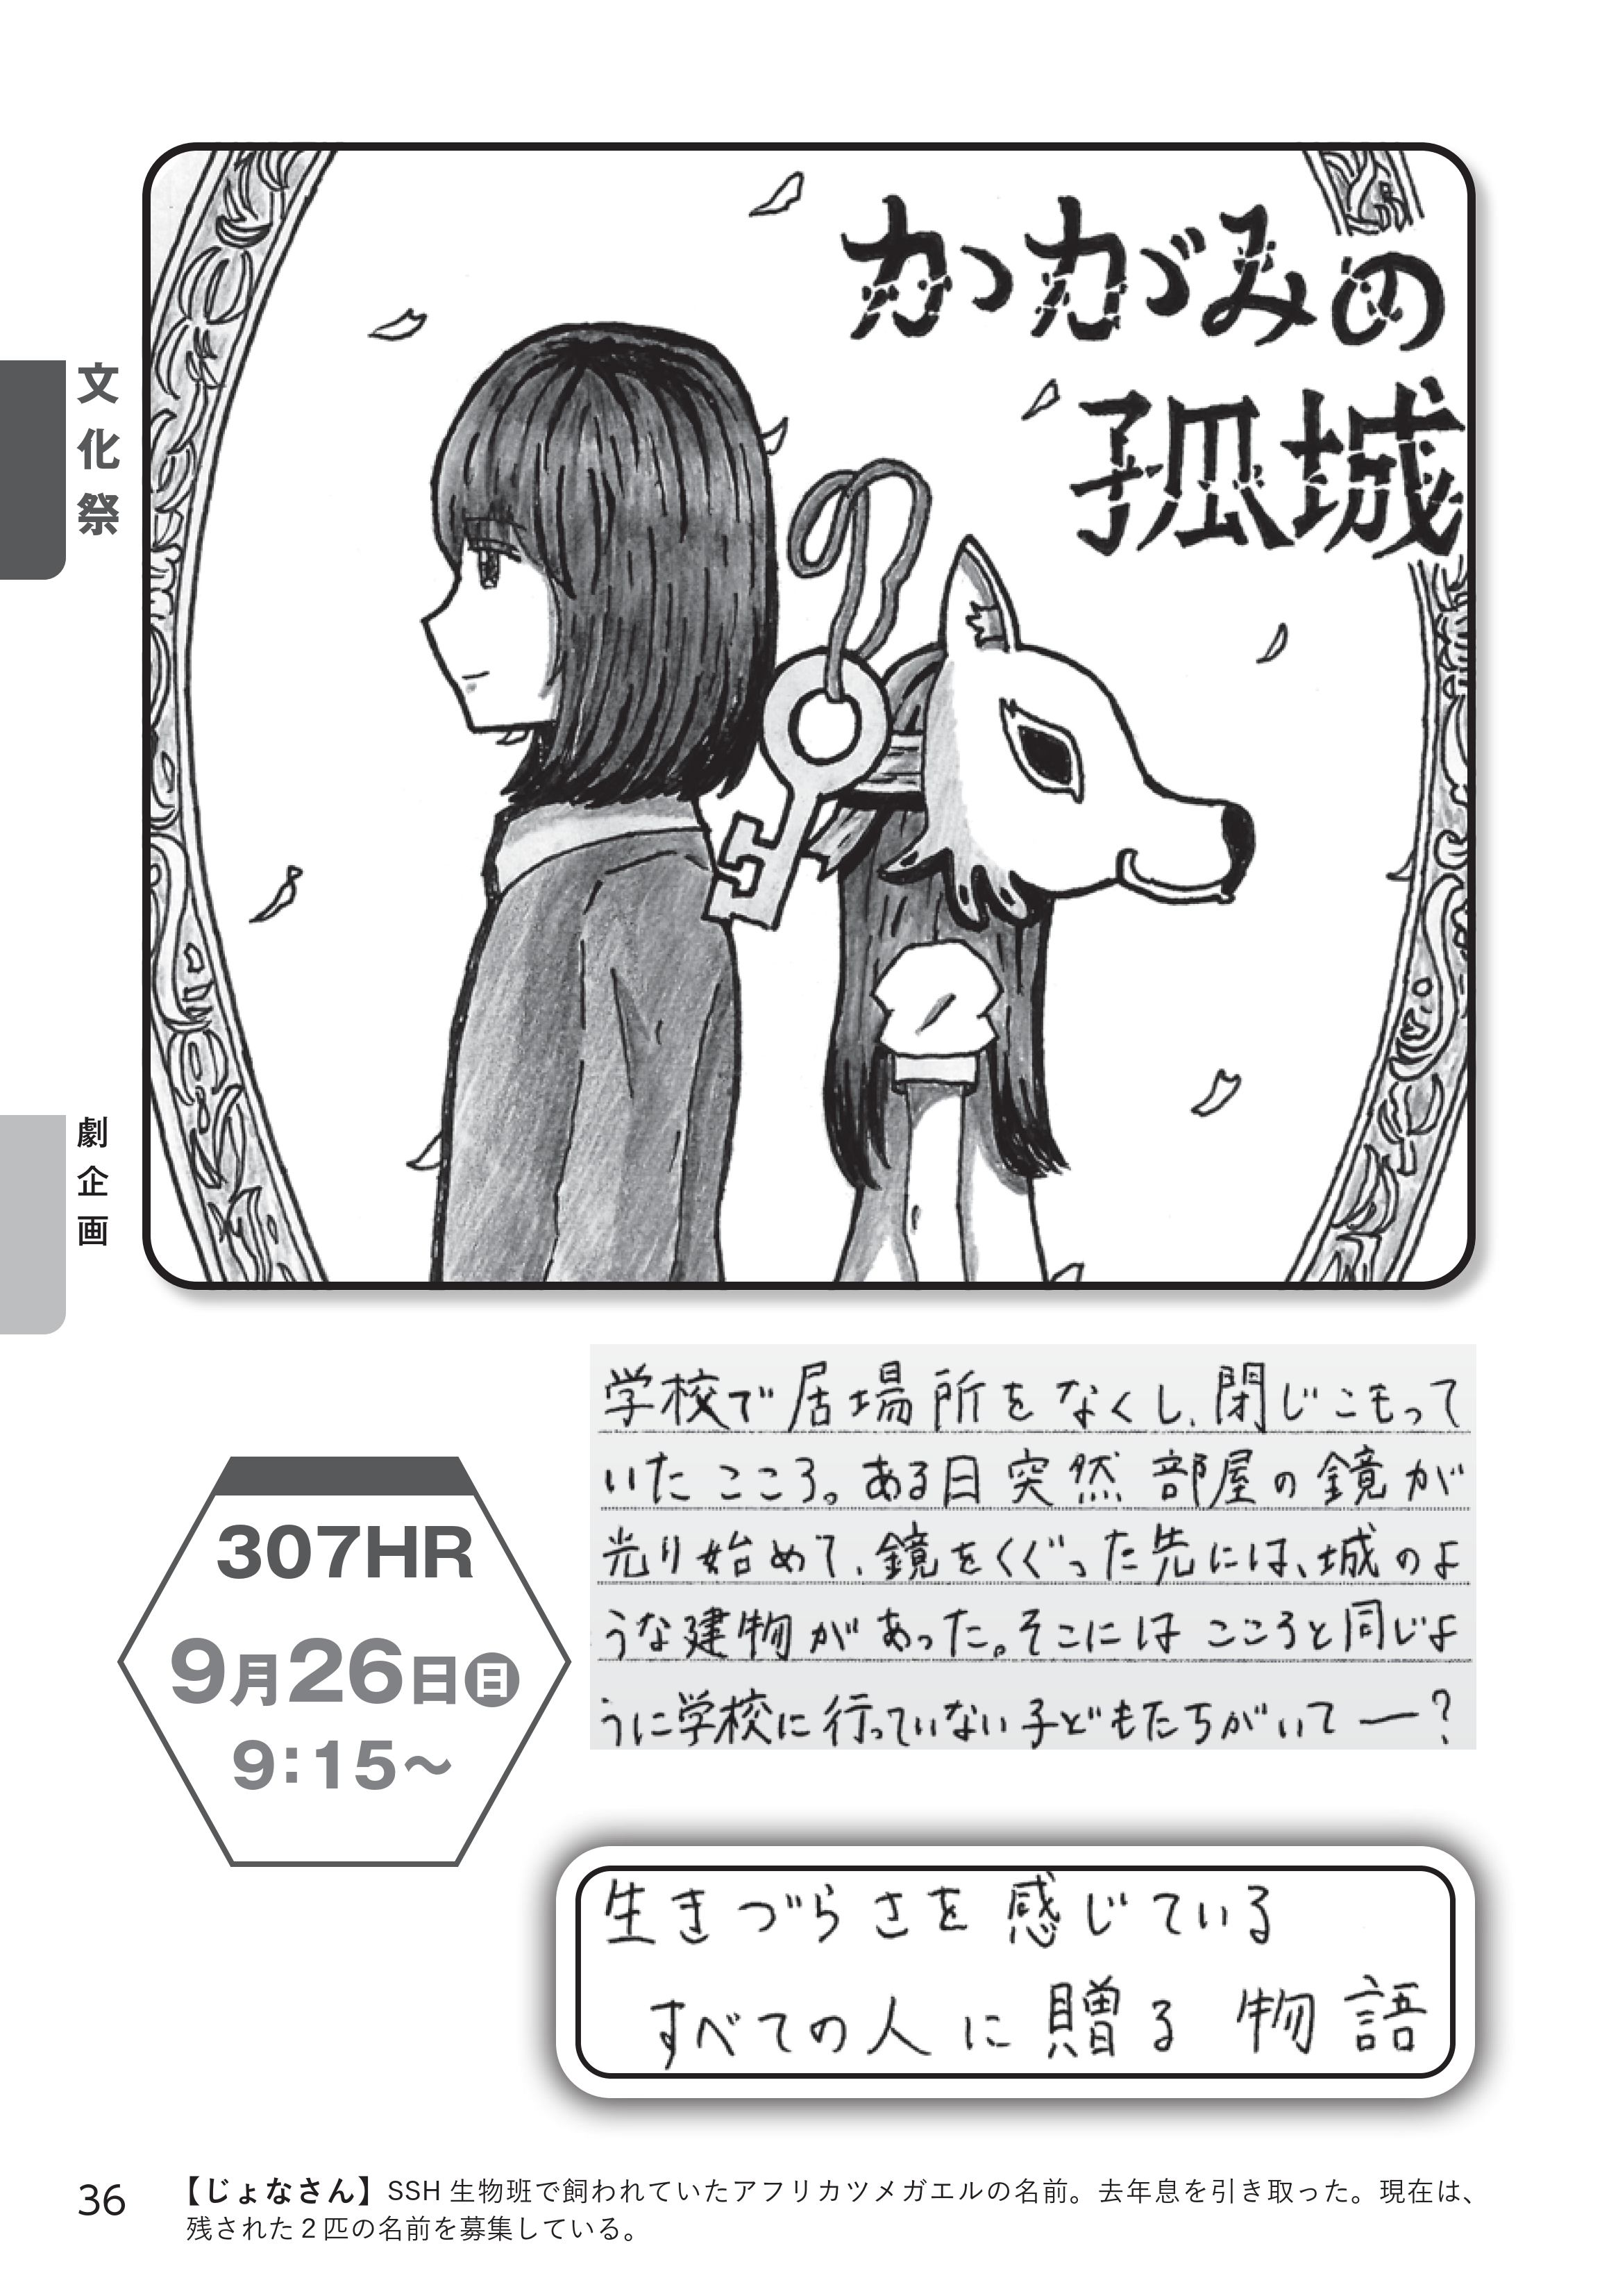 文化祭
劇企画
かがみの
孤城
学校で居場所をなくし、閉じこもって
いたこころ。ある日突然部屋の鏡が
光り始めて、鏡をくぐった先には、城のよ
うな建物があった。そこにはこころと同じよ
うに学校に行っていない子どもたちがいて―?
307HR
9月26日㊐
9:15〜
生きづらさを感じている
すべての人に贈る物語
36
【じょなさん】SSH 生物班で飼われていたアフリカツメガエルの名前。去年息を引き取った。現在は、
残された2匹の名前を募集している。